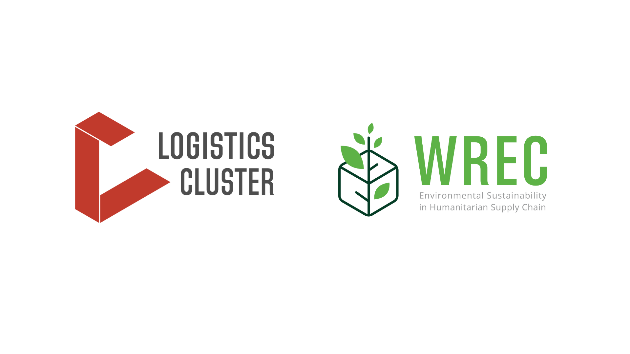 LOGISTICS
CLUSTER
WREC
Environmental Sustainability
in Humanitarian Supply Chain